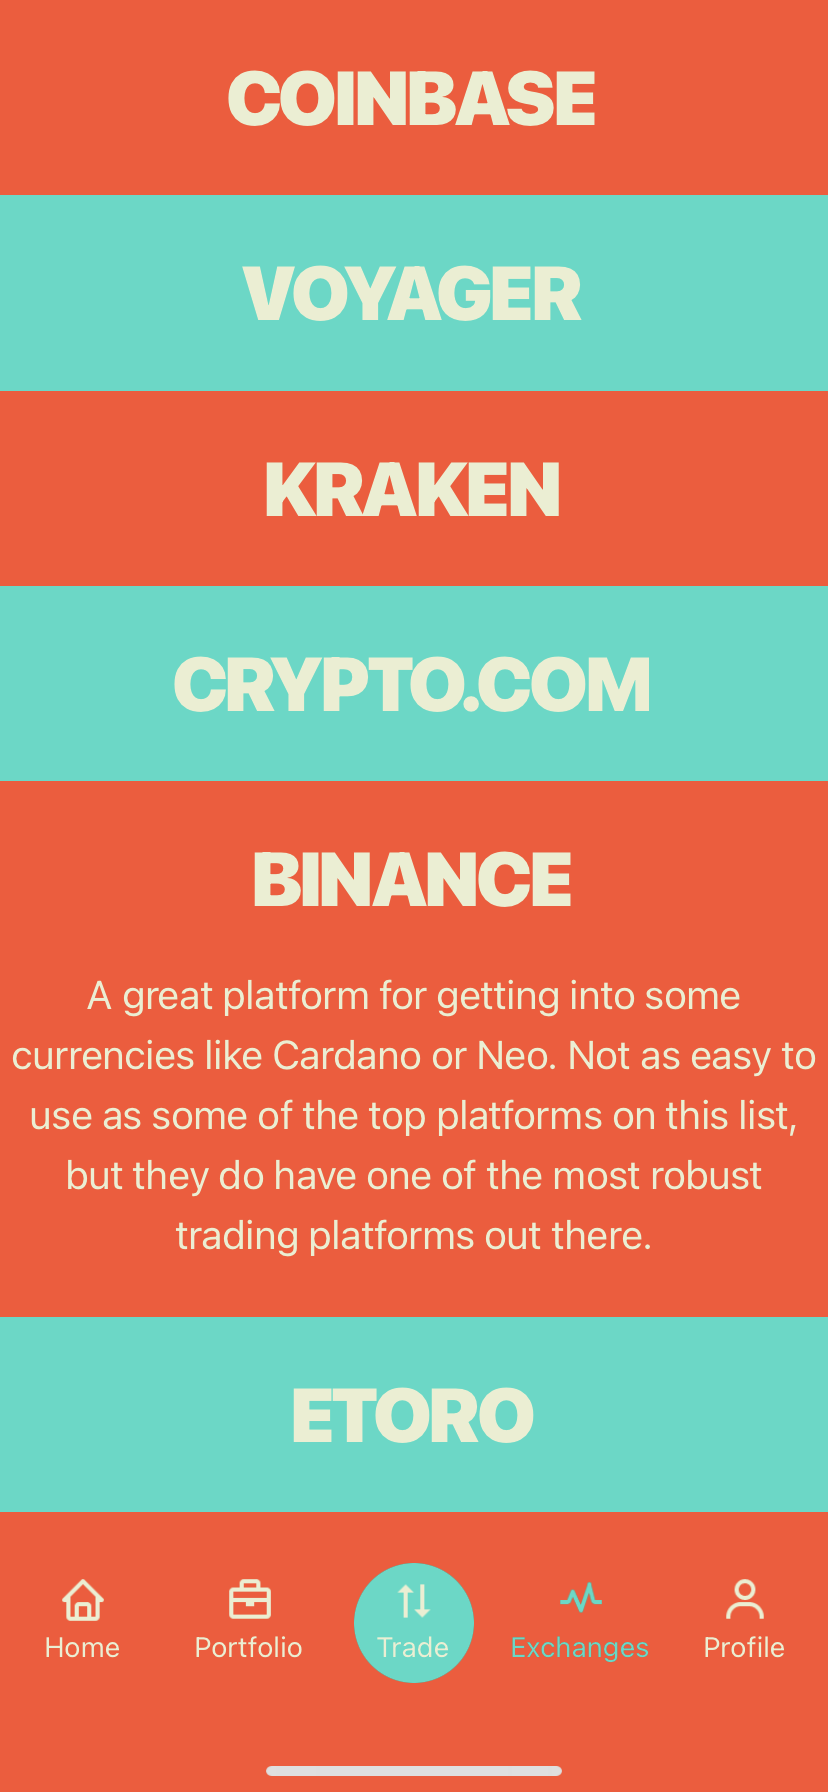 COINBASE
VOYAGER
KRAKEN
CRYPTO.COM
BINANCE
A great platform for getting into some
currencies like Cardano or Neo. Not as easy to
use as some of the top platforms on this list,
but they do have one of the most robust
trading platforms out there.
ETORO
Home
Portfolio
Trade
Exchanges
Profile